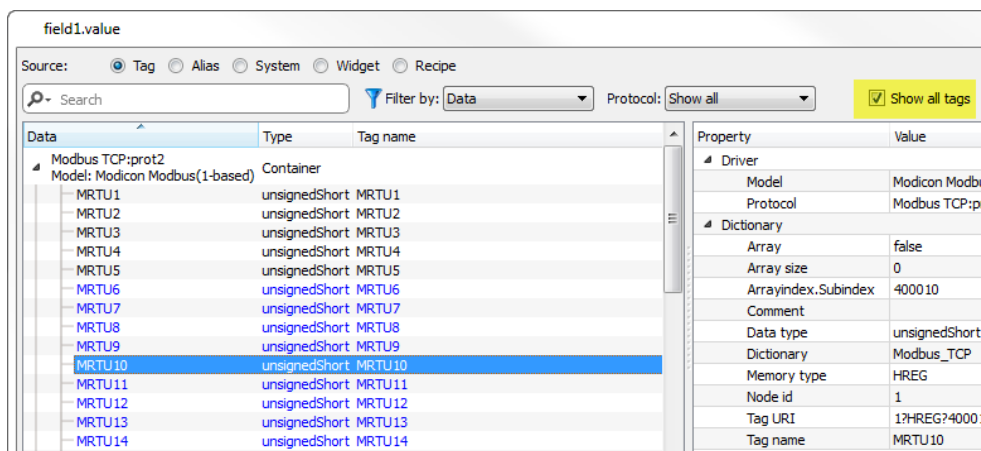 field1.value
Source: Tag Alias System Widget Recipe
Search Filter by: Data Protocol: Show all Show all tags
Data Type Tag name
Modbus TCP:prot2
Model: Modicon Modbus(1-based) Container
MRTU1 unsignedShort MRTU1
MRTU2 unsignedShort MRTU2
MRTU3 unsignedShort MRTU3
MRTU4 unsignedShort MRTU4
MRTU5 unsignedShort MRTU5
MRTU6 unsignedShort MRTU6
MRTU7 unsignedShort MRTU7
MRTU8 unsignedShort MRTU8
MRTU9 unsignedShort MRTU9
MRTU10 unsignedShort MRTU10
MRTU11 unsignedShort MRTU11
MRTU12 unsignedShort MRTU12
MRTU13 unsignedShort MRTU13
MRTU14 unsignedShort MRTU14
Property Value
Driver
Model Modicon
Protocol Modbus
Dictionary
Array false
Array size 0
Arrayindex.Subindex 400010
Comment
Data type unsignedShort
Dictionary Modbus_TCP
Memory type HREG
Node id 1
Tag URI
Tag name MRTU10